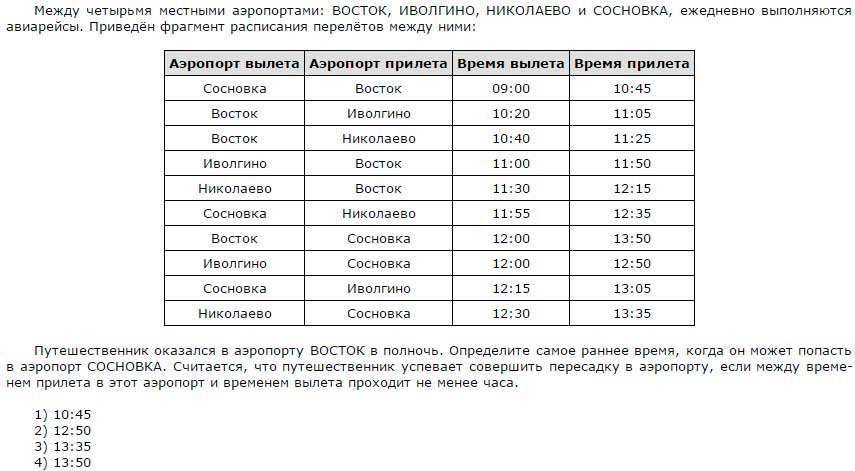 Между четырьмя местными аэропортами: ВОСТОК, ИВОЛГИНО, НИКОЛАЕВО и СОСНОВКА, ежедневно выполняются
авиарейсы. Приведён фрагмент расписания перелётов между ними:
Аэропорт вылета Аэропорт прилета Время вылета Время прилета
Сосновка Восток 09:00 10:45
Восток Иволгино 10:20 11:05
Восток Николаево 10:40 11:25
Иволгино Восток 11:00 11:50
Николаево Восток 11:30 12:15
Сосновка Николаево 11:55 12:35
Восток Сосновка 12:00 13:50
Иволгино Сосновка 12:00 12:50
Сосновка Иволгино 12:15 13:05
Николаево Сосновка 12:30 13:35
Путешественник оказался в аэропорту ВОСТОК в полночь. Определите самое раннее время, когда он может попасть
в аэропорт СОСНОВКА. Считается, что путешественник успевает совершить пересадку в аэропорту, если между време-
нем прилета в этот аэропорт и временем вылета проходит не менее часа.
1) 10:45
2) 12:50
3) 13:35
4) 13:50